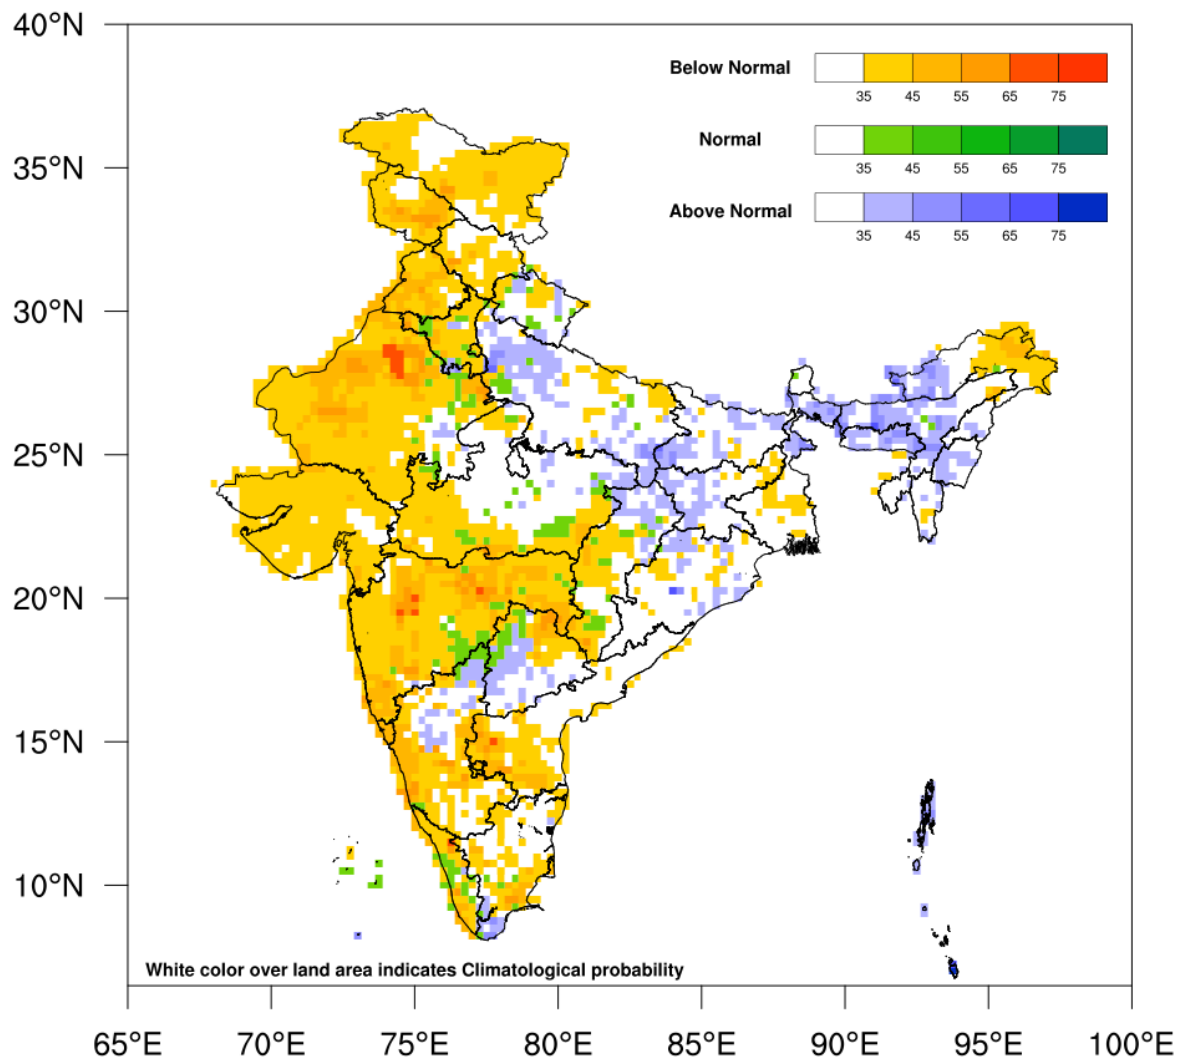 40°N
Below Normal
35 45 55 65 75
Normal
35 45 55 65 75
35°N
Above Normal
35 45 55 65 75
30°N
25°N
20°N
15°N
10°N
White color over land area indicates Climatological probability
65°E 70°E 75°E 80°E 85°E 90°E 95°E 100°E